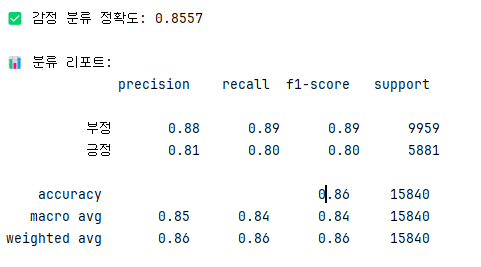 ✅ 감정 분류 정확도: 0.8557
📊 분류 리포트:
precision recall f1-score support
부정 0.88 0.89 0.89 9959
긍정 0.81 0.80 0.80 5881
accuracy 0.86 15840
macro avg 0.85 0.84 0.84 15840
weighted avg 0.86 0.86 0.86 15840